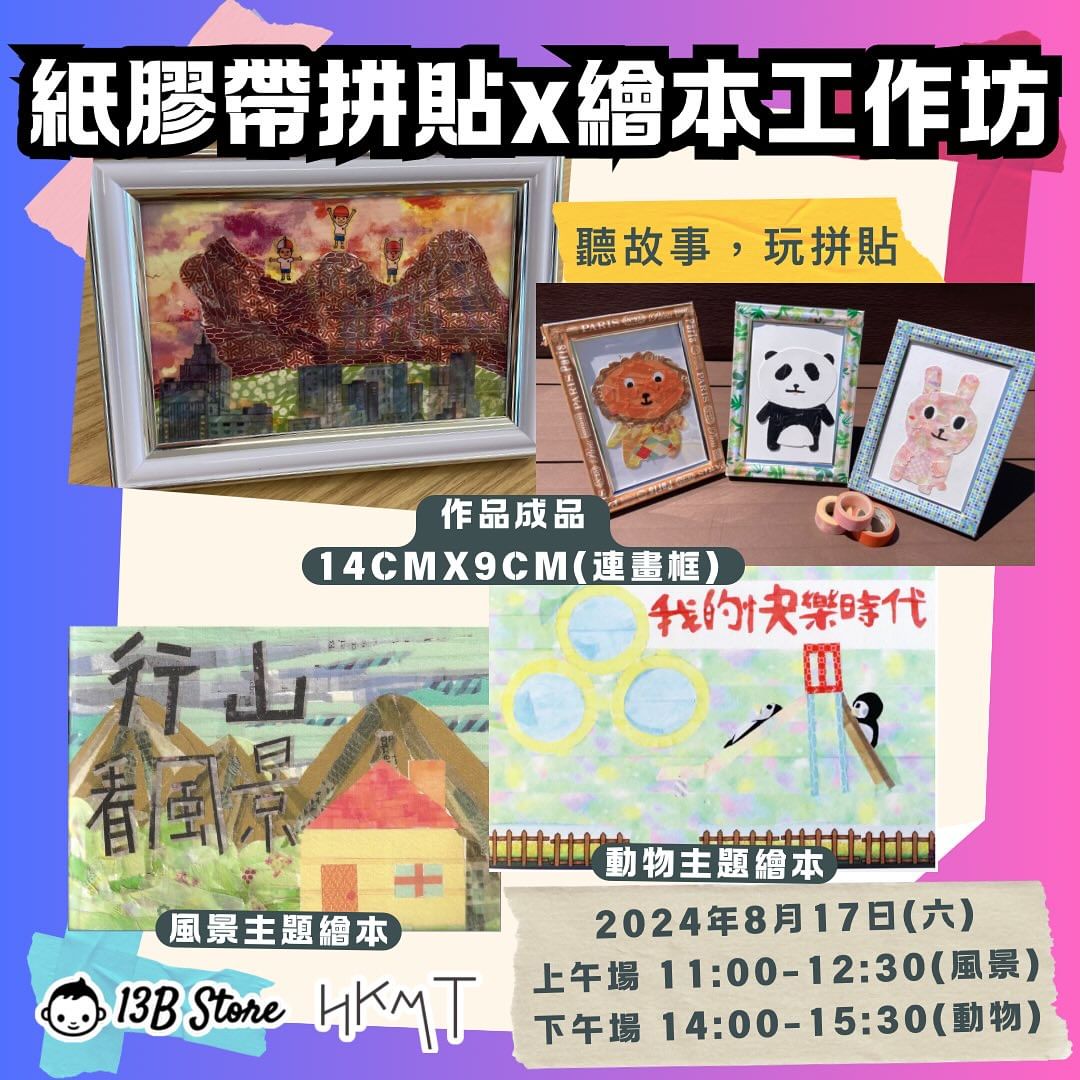 紙膠帶拼貼x繪本工作坊
聽故事，玩拼貼
作品成品
14CMX9CM(連畫框)
我的快樂時代
行山
看風景
動物主題繪本
風景主題繪本
2024年8月17日(六)
上午場 11:00-12:30(風景)
下午場 14:00-15:30(動物)
13B Store
HKMT
PARIS